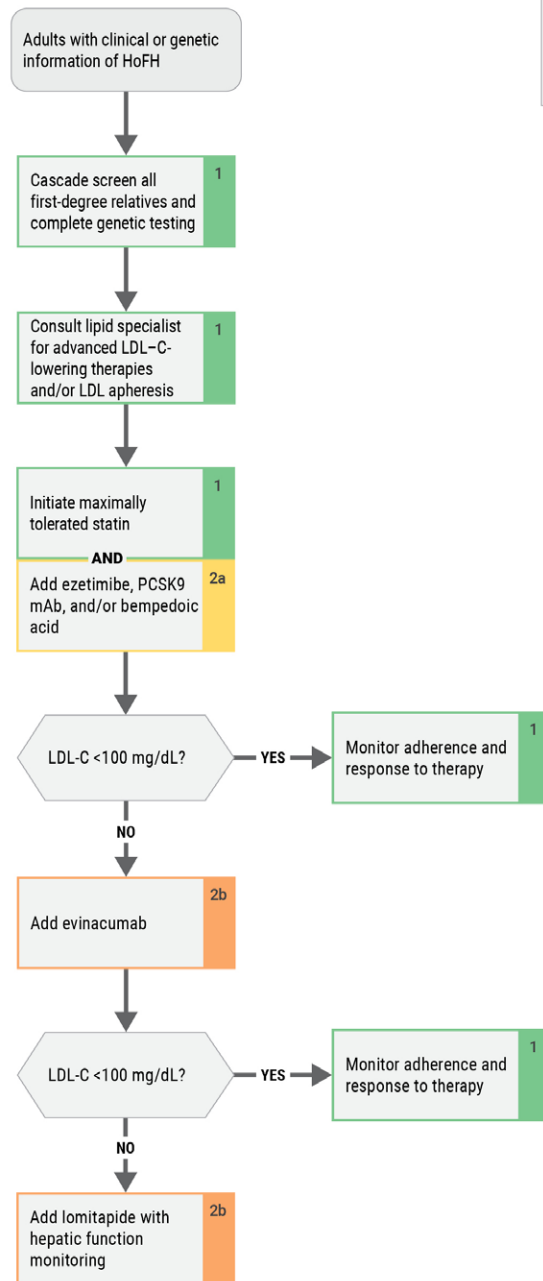 Adults with clinical or genetic
information of HoFH
1
Cascade screen all
first-degree relatives and
complete genetic testing
1
Consult lipid specialist
for advanced LDL–C-
lowering therapies
and/or LDL apheresis
1
Initiate maximally
tolerated statin
AND
2a
Add ezetimibe, PCSK9
mAb, and/or bempedoic
acid
LDL-C <100 mg/dL?
YES
1
Monitor adherence and
response to therapy
NO
2b
Add evinacumab
LDL-C <100 mg/dL?
YES
1
Monitor adherence and
response to therapy
NO
2b
Add lomitapide with
hepatic function
monitoring